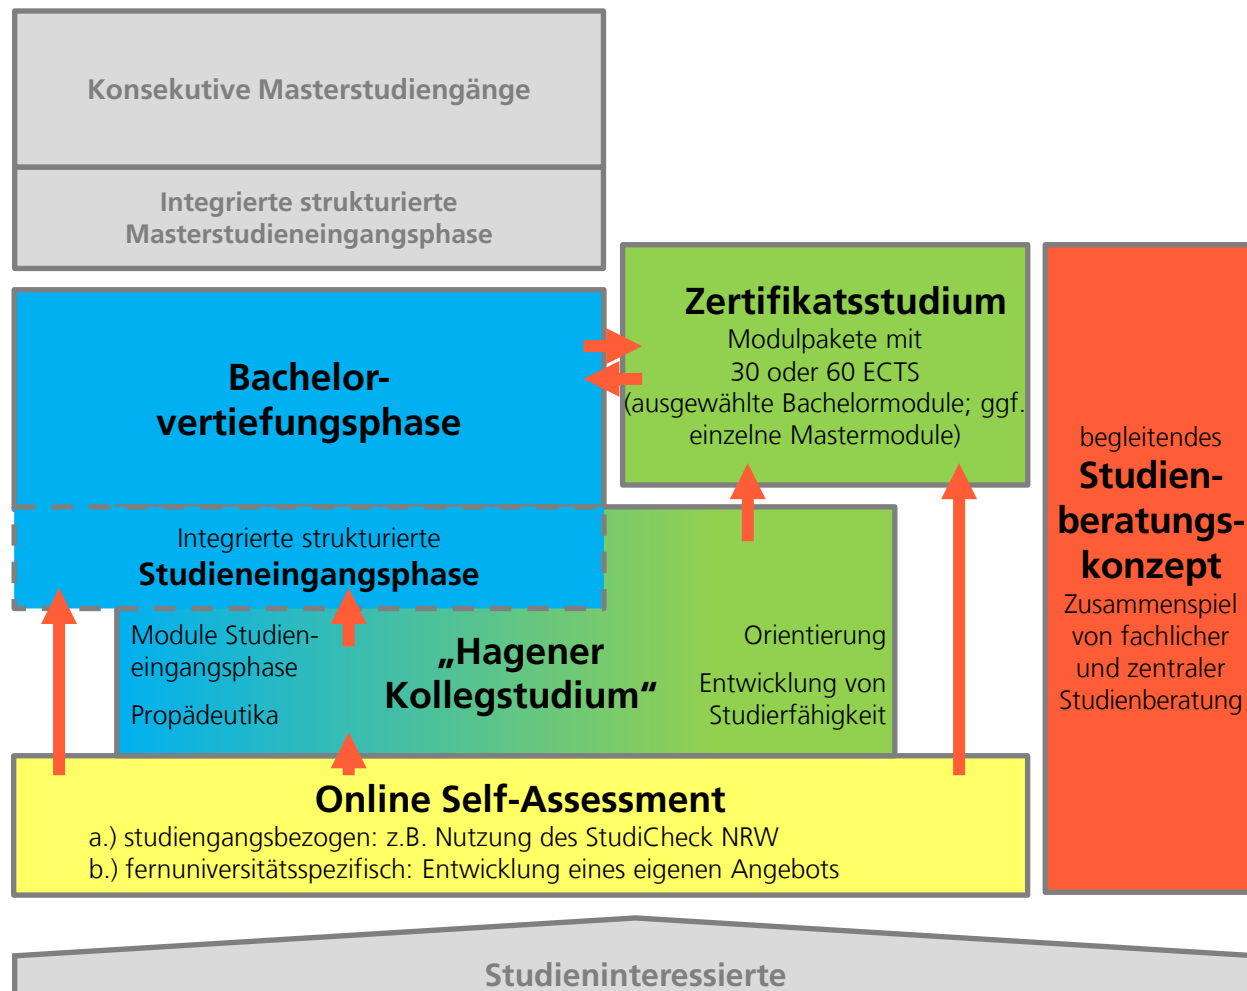 Konsekutive Masterstudiengänge
Integrierte strukturierte
Masterstudieneingangsphase
Bachelor-
vertiefungsphase
Zertifikatsstudium
Modulpakete mit
30 oder 60 ECTS
(ausgewählte Bachelormodule; ggf.
einzelne Mastermodule)
Integrierte strukturierte
Studieneingangsphase
Module Studien-
eingangsphase
Propädeutika
„Hagener
Kollegstudium“
Orientierung
Entwicklung von
Studierfähigkeit
begleitendes
Studien-
beratungs-
konzept
Zusammenspiel
von fachlicher
und zentraler
Studienberatung
Online Self-Assessment
a.) studiengangsbezogen: z.B. Nutzung des StudiCheck NRW
b.) fernuniversitätsspezifisch: Entwicklung eines eigenen Angebots
Studieninteressierte